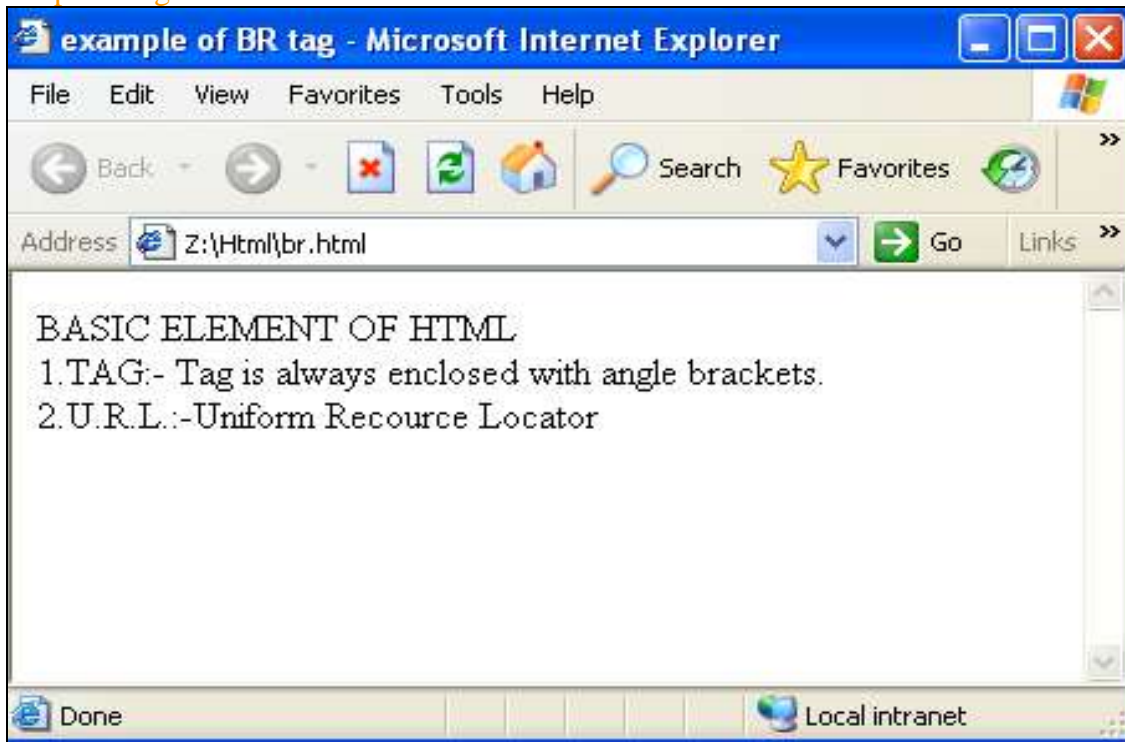 example of BR tag - Microsoft Internet Explorer
File Edit View Favorites Tools Help
Back Search Favorites »
Address Z:\Html\br.html Go Links »
BASIC ELEMENT OF HTML
1.TAG:- Tag is always enclosed with angle brackets.
2.U.R.L.:-Uniform Recource Locator
Done Local intranet